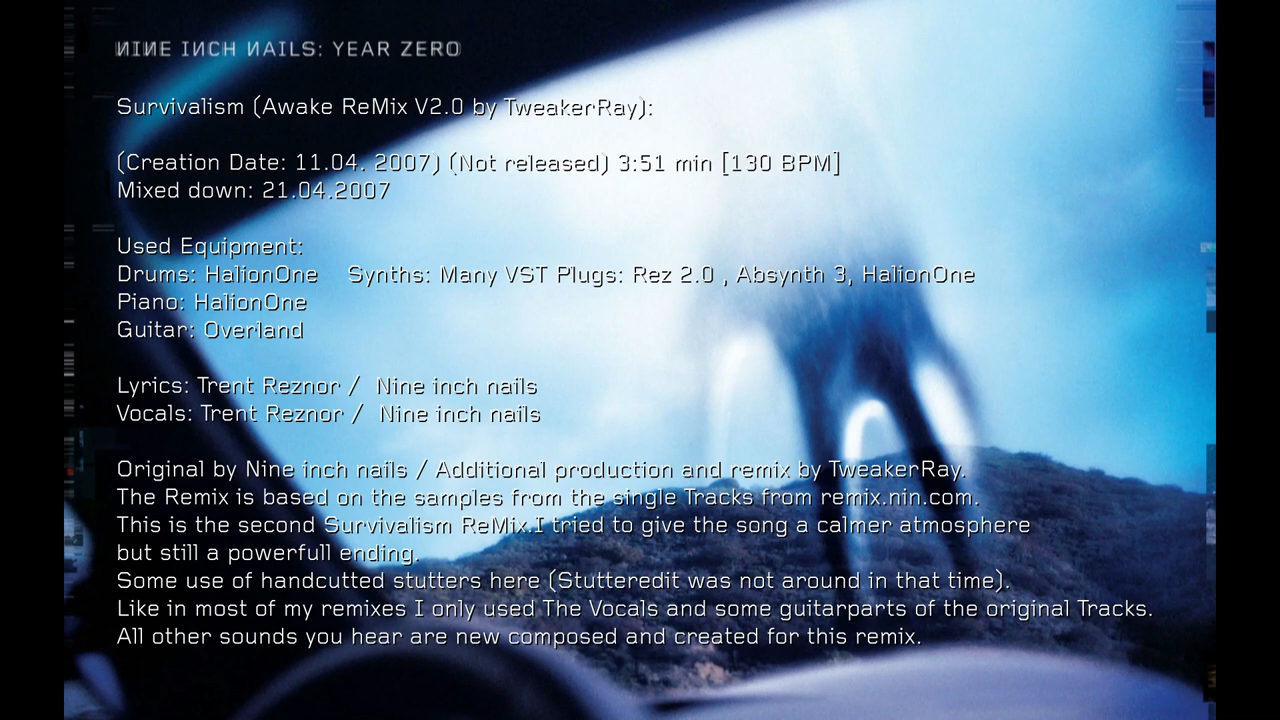 NINE INCH NAILS: YEAR ZERO
Survivalism (Awake ReMix V2.0 by TweakerRay):
(Creation Date: 11.04. 2007) (Not released) 3:51 min [130 BPM]
Mixed down: 21.04.2007
Used Equipment:
Drums: HalionOne    Synths: Many VST Plugs: Rez 2.0 , Absynth 3, HalionOne
Piano: HalionOne
Guitar: Overland
Lyrics: Trent Reznor /  Nine inch nails
Vocals: Trent Reznor /  Nine inch nails
Original by Nine inch nails / Additional production and remix by TweakerRay.
The Remix is based on the samples from the single Tracks from remix.nin.com.
This is the second Survivalism ReMix.I tried to give the song a calmer atmosphere
but still a powerfull ending.
Some use of handcutted stutters here (Stutteredit was not around in that time).
Like in most of my remixes I only used The Vocals and some guitarparts of the original Tracks.
All other sounds you hear are new composed and created for this remix.